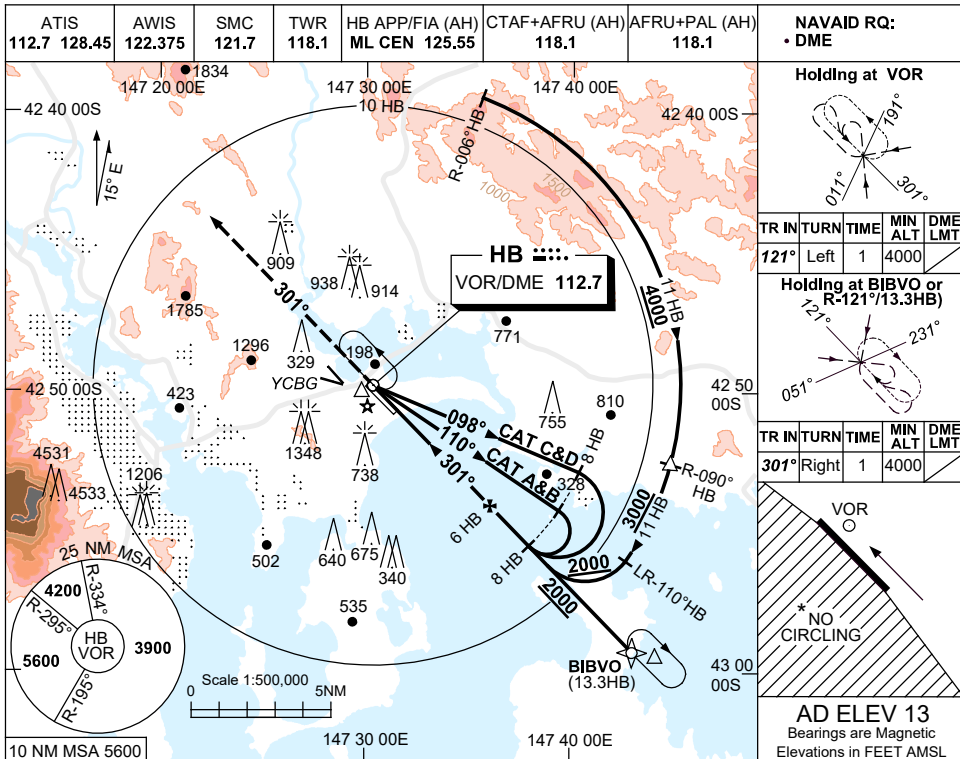 ATIS
112.7 128.45
AWIS
122.375
SMC
121.7
TWR
118.1
HB APP/FIA (AH)
ML CEN 125.55
CTAF+AFRU (AH)
118.1
AFRU+PAL (AH)
118.1
NAVAID RQ:
• DME
1834
147 20 00E
147 30 00E
147 40 00E
42 40 00S
42 40 00S
10 HB
R-006°HB
1000
1500
15° E
909
938
914
HB
VOR/DME 112.7
11 HB
4000
301°
1785
771
1296
329
198
YCBG
42 50 00S
42 50
00S
423
810
755
098°
CAT C&D
8 HB
110°
CAT A&B
1348
738
301°
328
R-090°
HB
4531
4533
1206
6 HB
3000
11 HB
502
640
675
340
8 HB
2000
LR-110°HB
2000
535
25 NM MSA
R-334°
4200
R-295°
HB
VOR
3900
5600
R-195°
10 NM MSA 5600
Scale 1:500,000
0
5NM
BIBVO
(13.3HB)
43 00
00S
147 30 00E
147 40 00E
Holding at VOR
191°
011°
301°
TR IN TURN TIME MIN ALT DME LMT
121° Left 1 4000
Holding at BIBVO or
R-121°/13.3HB)
121°
231°
051°
TR IN TURN TIME MIN ALT DME LMT
301° Right 1 4000
VOR
* NO
CIRCLING
AD ELEV 13
Bearings are Magnetic
Elevations in FEET AMSL